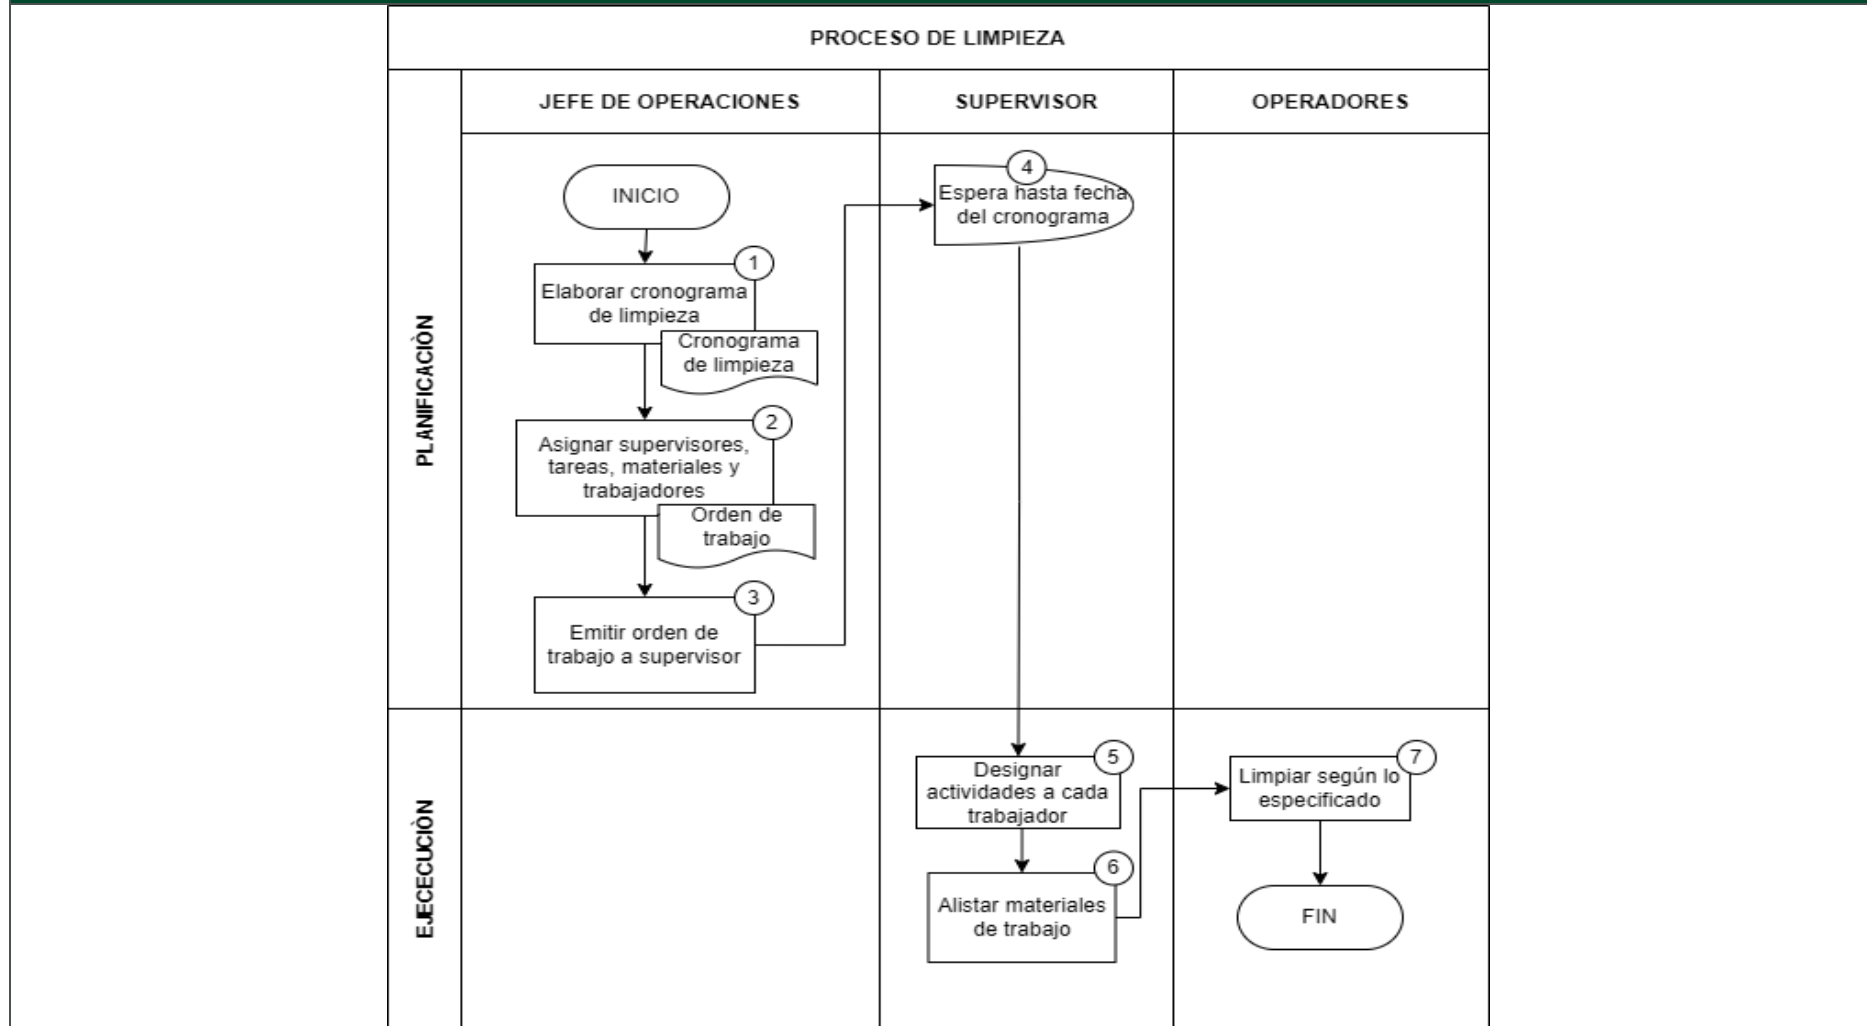 PROCESO DE LIMPIEZA
JEFE DE OPERACIONES
SUPERVISOR
OPERADORES
PLANIFICACIÒN
INICIO
1
Elaborar cronograma
de limpieza
Cronograma
de limpieza
2
Asignar supervisores,
tareas, materiales y
trabajadores
Orden de
trabajo
3
Emitir orden de
trabajo a supervisor
4
Espera hasta fecha
del cronograma
EJECECUCIÒN
5
Designar
actividades a cada
trabajador
6
Alistar materiales
de trabajo
7
Limpiar según lo
especificado
FIN